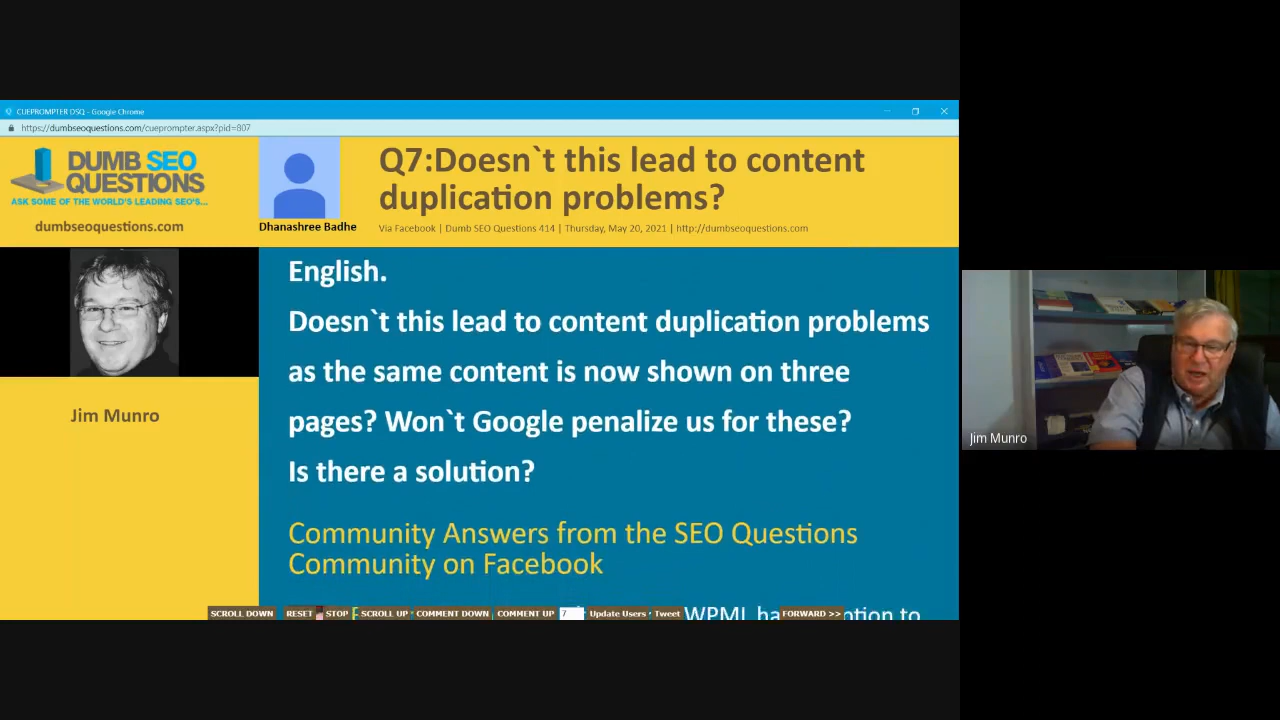 CUEPROMPTER DSQ - Google Chrome
https://dumbseoquestions.com/cueprompter.aspx?pid=807
DUMB SEO
QUESTIONS
ASK SOME OF THE WORLD'S LEADING SEO'S...
dumbseoquestions.com
Dhanashree Badhe
Q7:Doesn`t this lead to content
duplication problems?
Via Facebook | Dumb SEO Questions 414 | Thursday, May 20, 2021 | http://dumbseoquestions.com
Jim Munro
English.
Doesn`t this lead to content duplication problems
as the same content is now shown on three
pages? Won`t Google penalize us for these?
Is there a solution?
Community Answers from the SEO Questions
Community on Facebook
WPML to
SCROLL DOWN RESET STOP SCROLL UP COMMENT DOWN COMMENT UP 7 Update Users Tweet FORWARD >>
Jim Munro